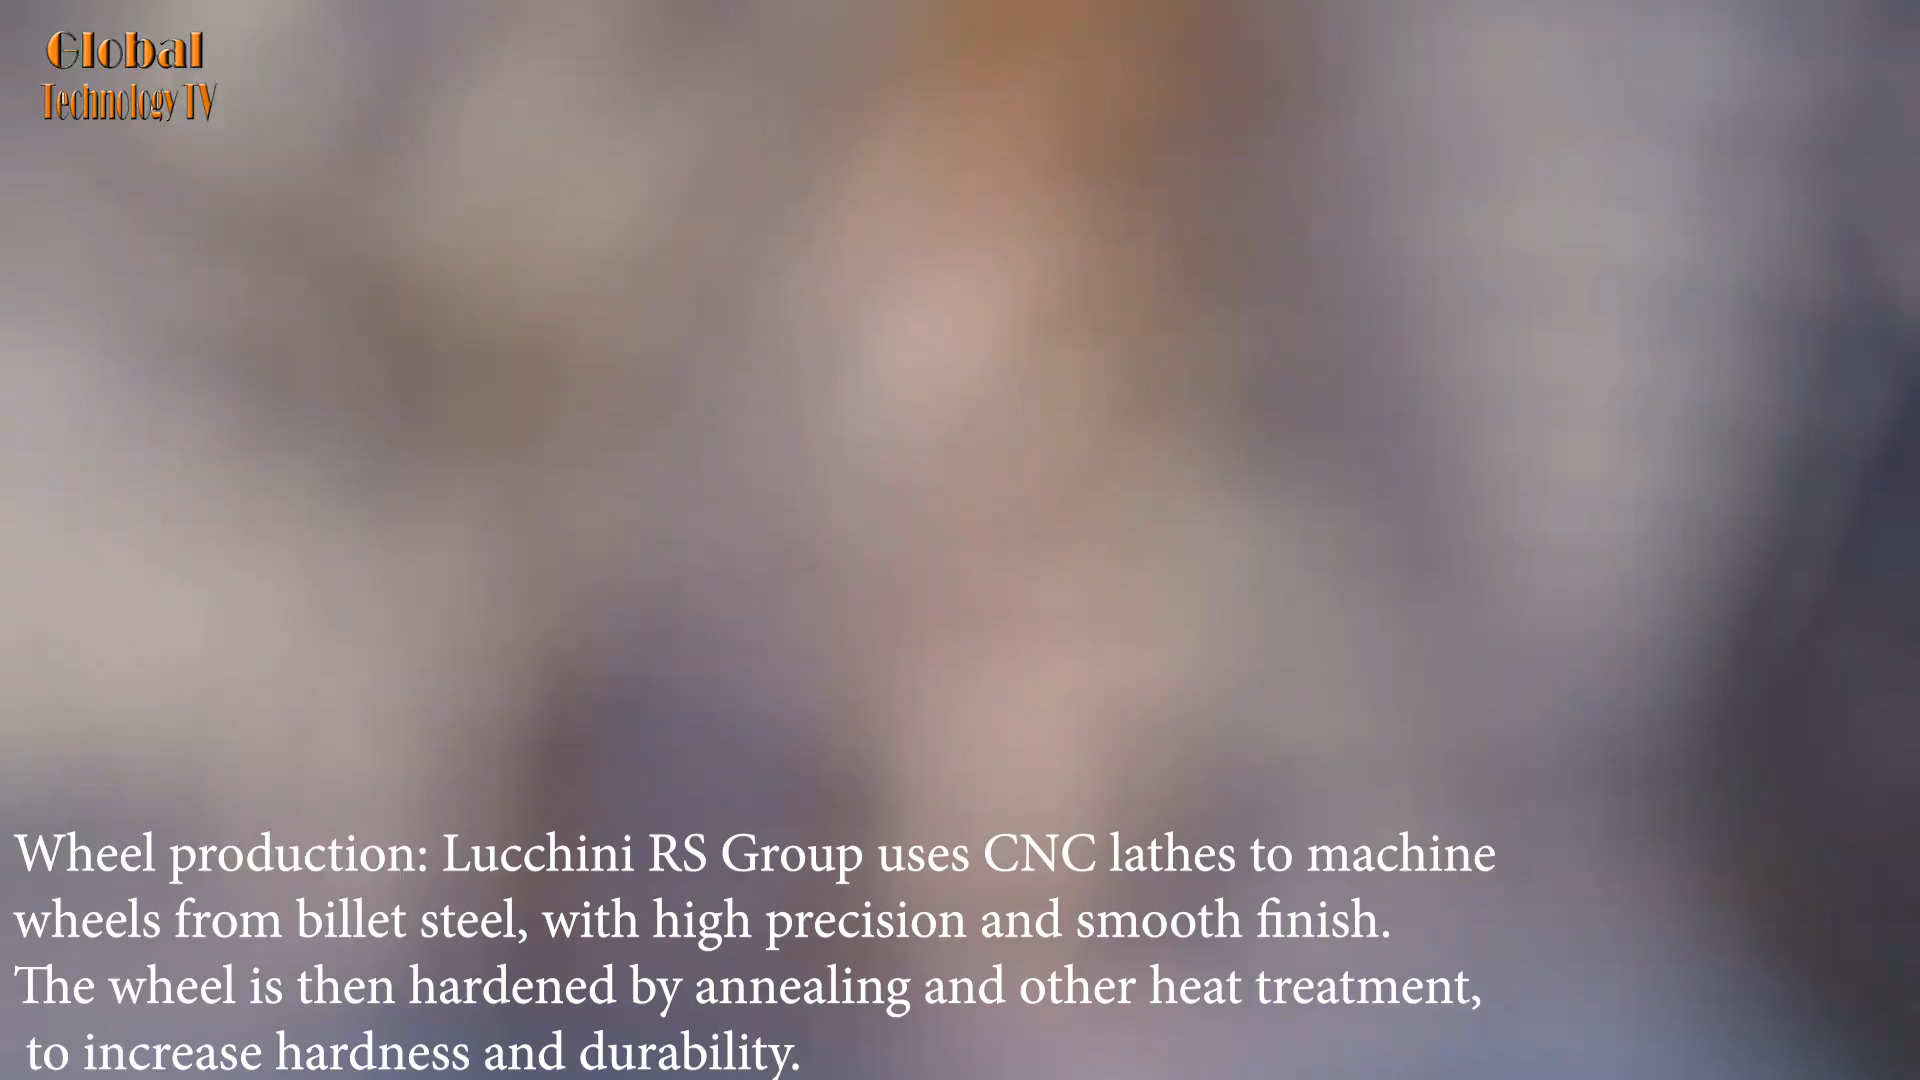 Global
Technology TV
Wheel production: Lucchini RS Group uses CNC lathes to machine
wheels from billet steel, with high precision and smooth finish.
The wheel is then hardened by annealing and other heat treatment,
to increase hardness and durability.